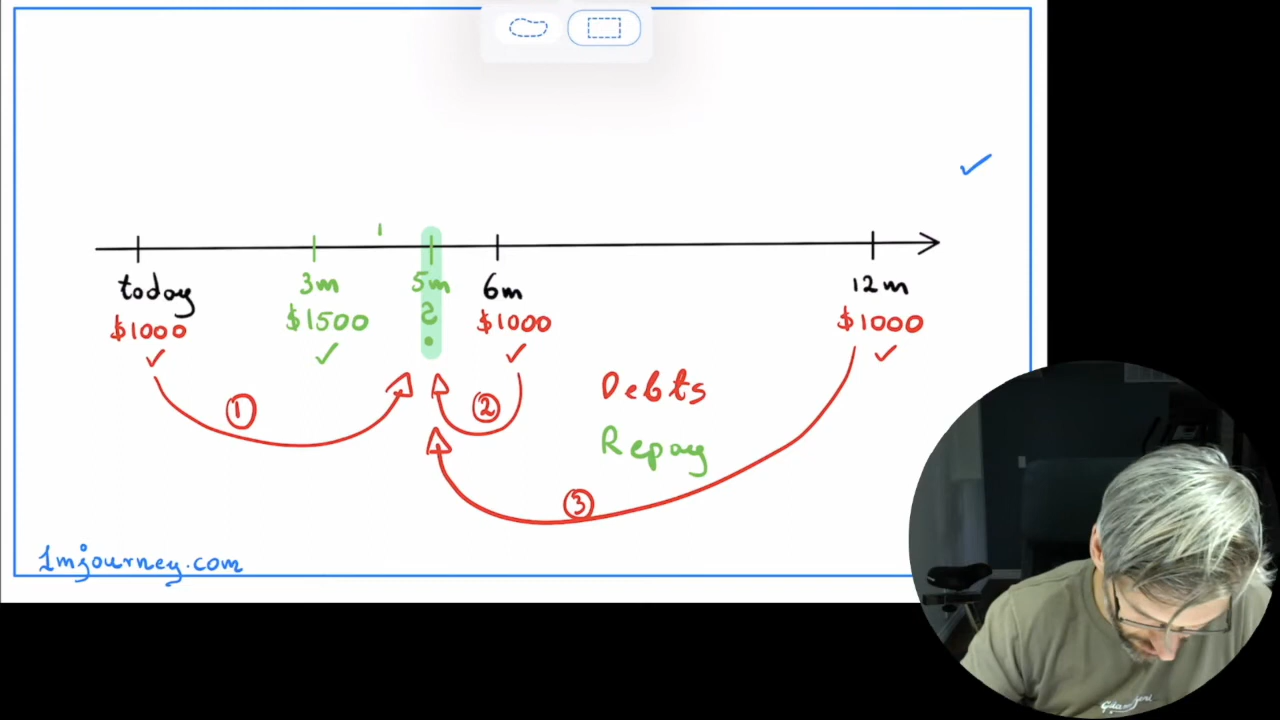 today 3m 5m 6m 12m
$1000 $1500 ? $1000 $1000
1 2 Debts
Repay
3
1mjourney.com